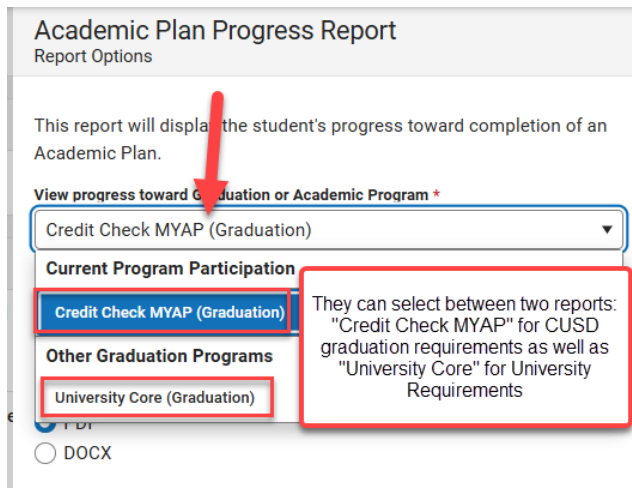 Academic Plan Progress Report
Report Options
This report will display the student's progress toward completion of an
Academic Plan.
View progress toward Graduation or Academic Program *
Credit Check MYAP (Graduation)
Current Program Participation
Credit Check MYAP (Graduation)
They can select between two reports:
"Credit Check MYAP" for CUSD
graduation requirements as well as
"University Core" for University
Requirements
Other Graduation Programs
University Core (Graduation)
PDF
DOCX